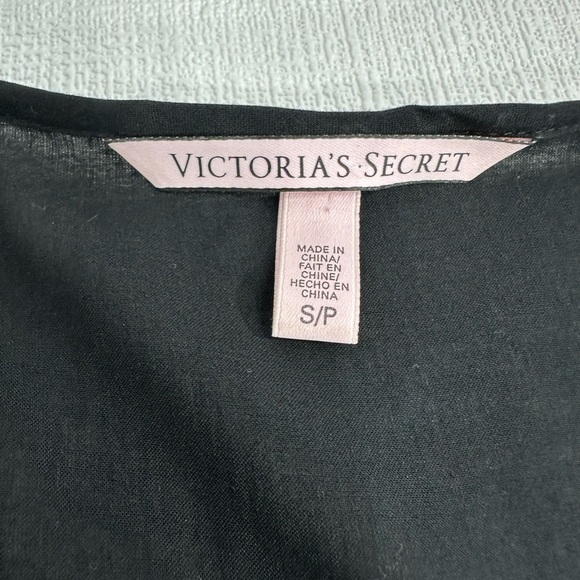 VICTORIA'S SECRET
MADE IN
CHINA/
FAIT EN
CHINE/
HECHO EN
CHINA
S/P